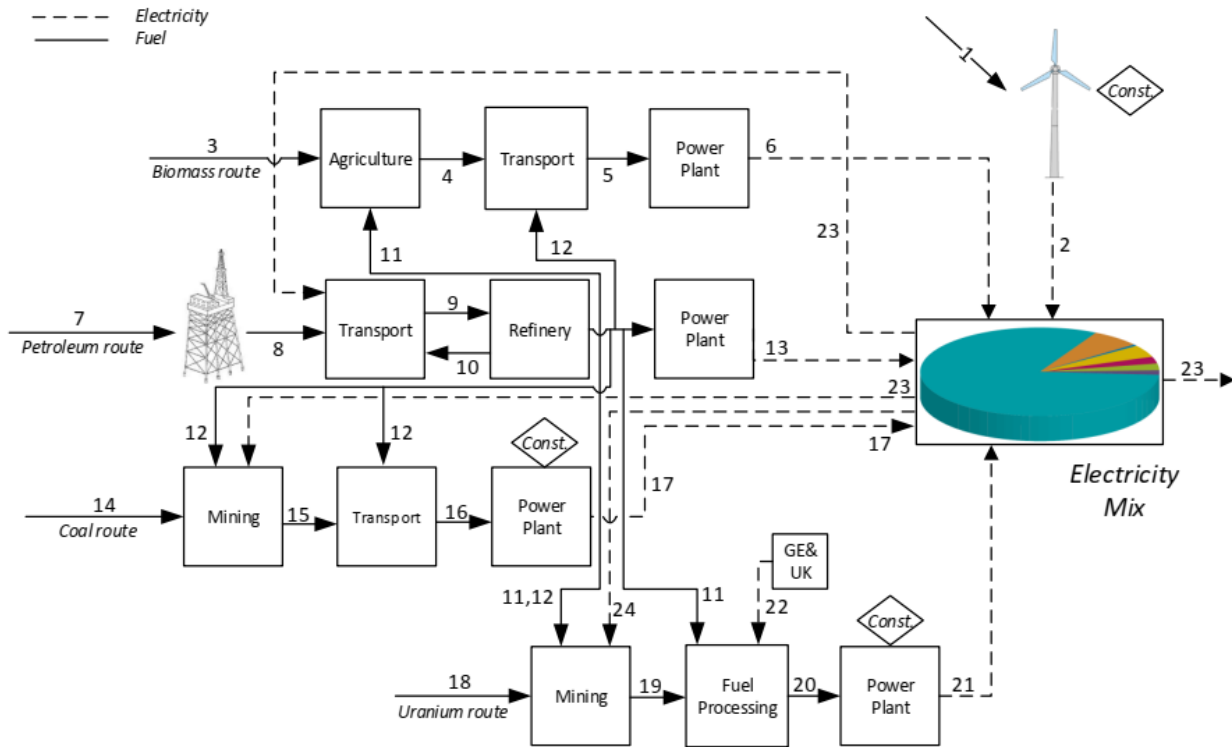 Electricity
Fuel
1
Const.
3
Biomass route
Agriculture
4
Transport
5
Power
Plant
6
23
2
11
12
7
Petroleum route
8
Transport
9
10
Refinery
Power
Plant
13
23
23
17
Electricity
Mix
12
12
Const.
14
Coal route
Mining
15
Transport
16
Power
Plant
17
GE&
UK
11,12
24
11
22
Const.
18
Uranium route
Mining
19
Fuel
Processing
20
Power
Plant
21